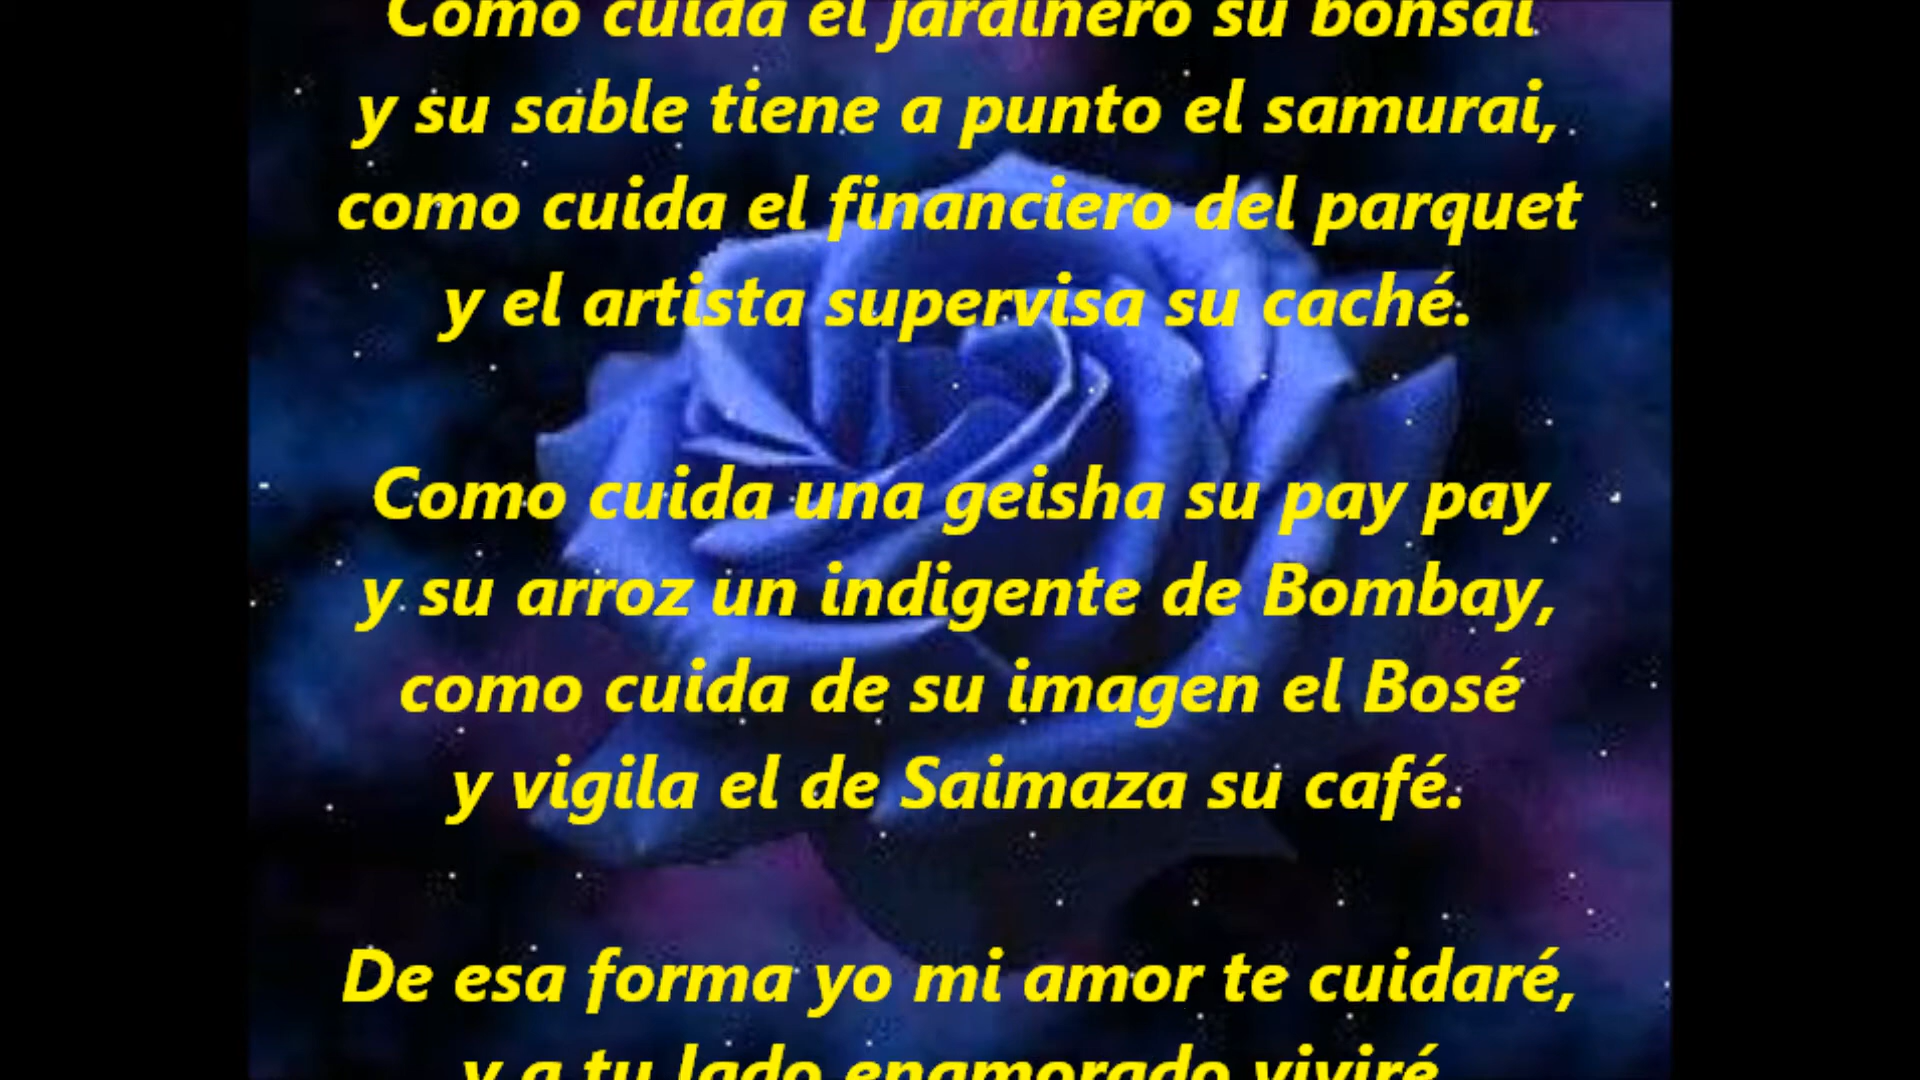 Como cuida el jardinero su bonsai
y su sable tiene a punto el samurai,
como cuida el financiero del parquet
y el artista supervisa su caché.
Como cuida una geisha su pay pay
y su arroz un indigente de Bombay,
como cuida de su imagen el Bosé
y vigila el de Saimaza su café.
De esa forma yo mi amor te cuidaré,
y a tu lado enamorado viviré